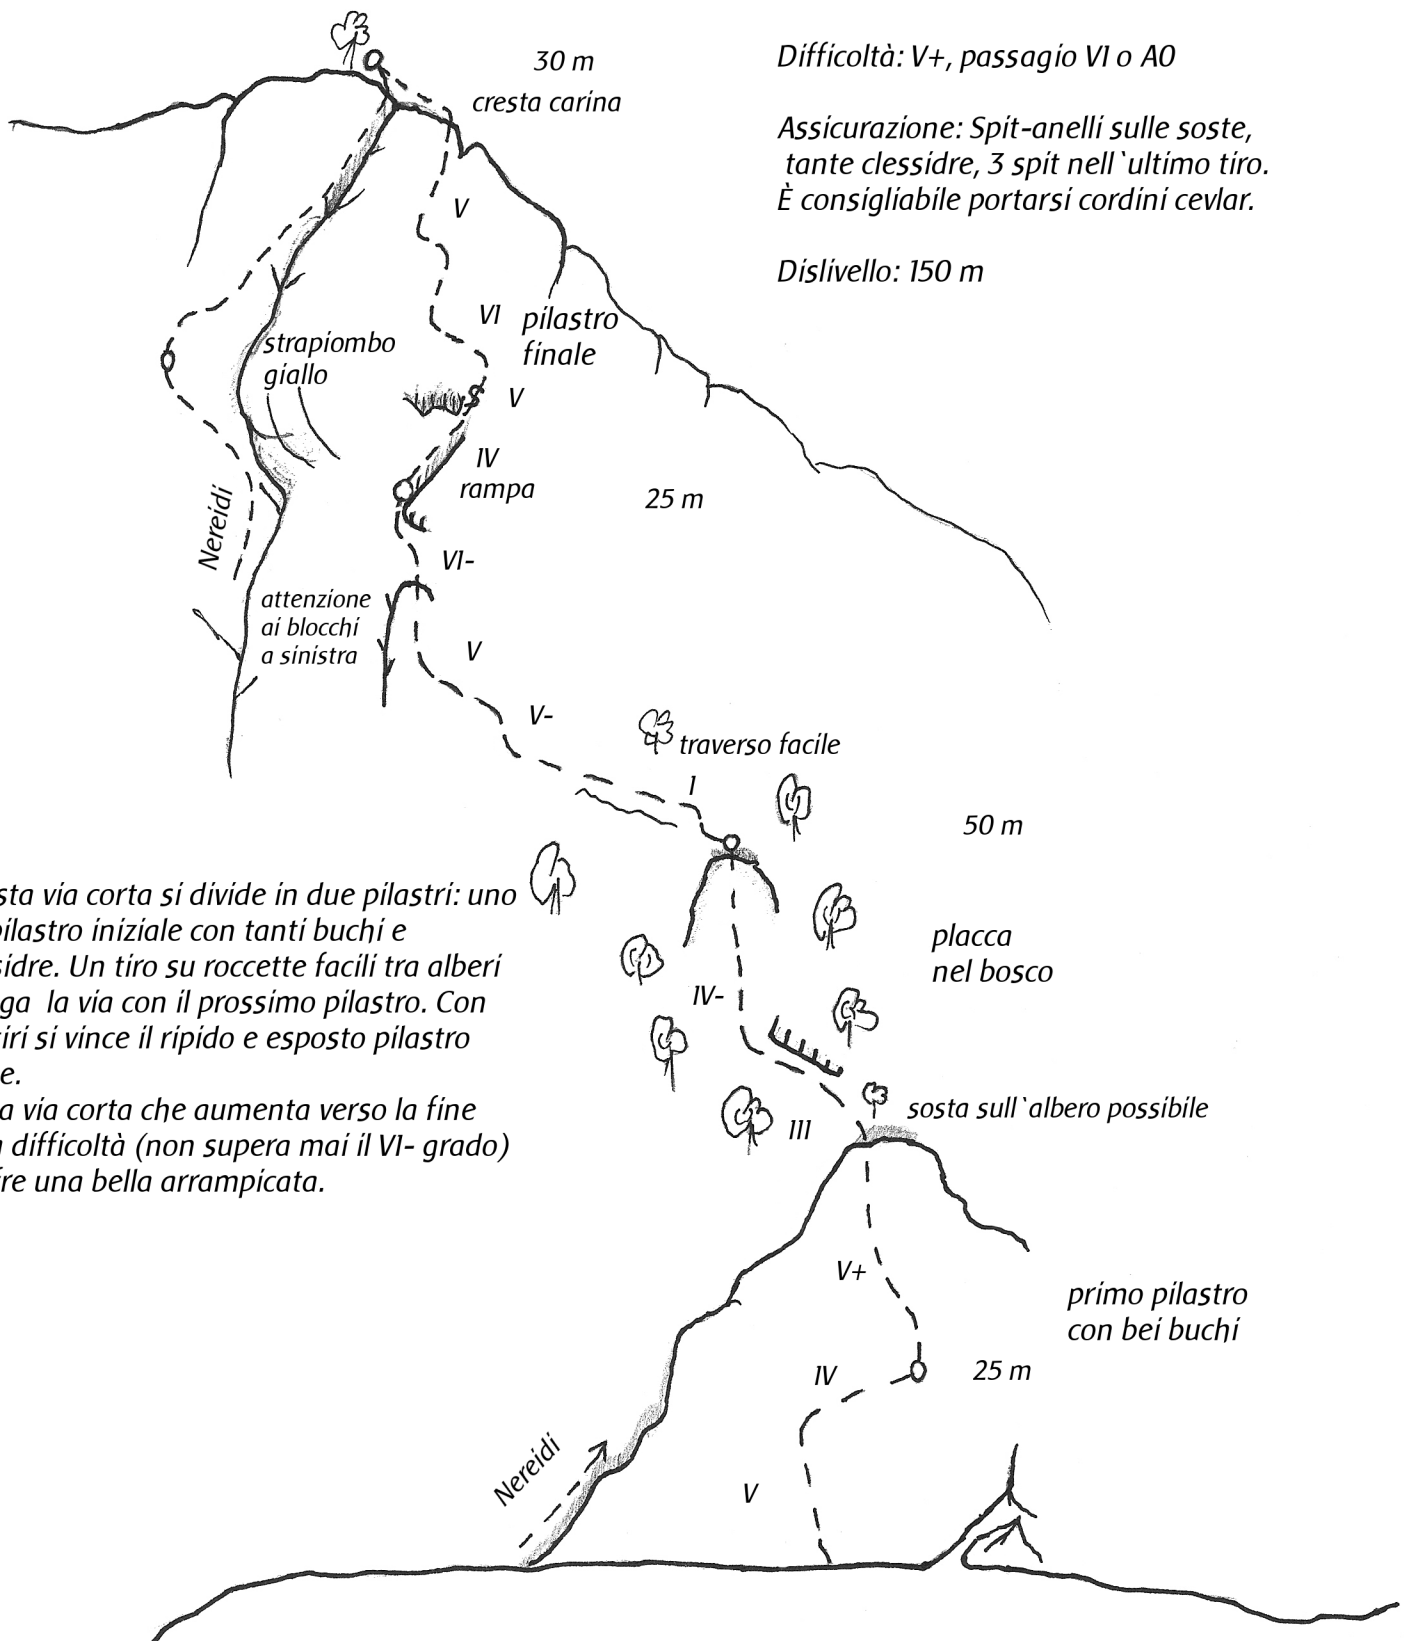 30 m
cresta carina
Difficoltà: V+, passagio VI o A0
Assicurazione: Spit-anelli sulle soste,
tante clessidre, 3 spit nell`ultimo tiro.
È consigliabile portarsi cordini cevlar.
Dislivello: 150 m
V
VI
pilastro
finale
strapiombo
giallo
V
IV
rampa
25 m
Nereidi
VI-
attenzione
ai blocchi
a sinistra
V
V-
traverso facile
I
50 m
sta via corta si divide in due pilastri: uno
pilastro iniziale con tanti buchi e
sidre. Un tiro su roccette facili tra alberi
ga la via con il prossimo pilastro. Con
tiri si vince il ripido e esposto pilastro
e.
a via corta che aumenta verso la fine
difficoltà (non supera mai il VI- grado)
re una bella arrampicata.
placca
nel bosco
IV-
III
sosta sull`albero possibile
V+
primo pilastro
con bei buchi
IV
25 m
Nereidi
V